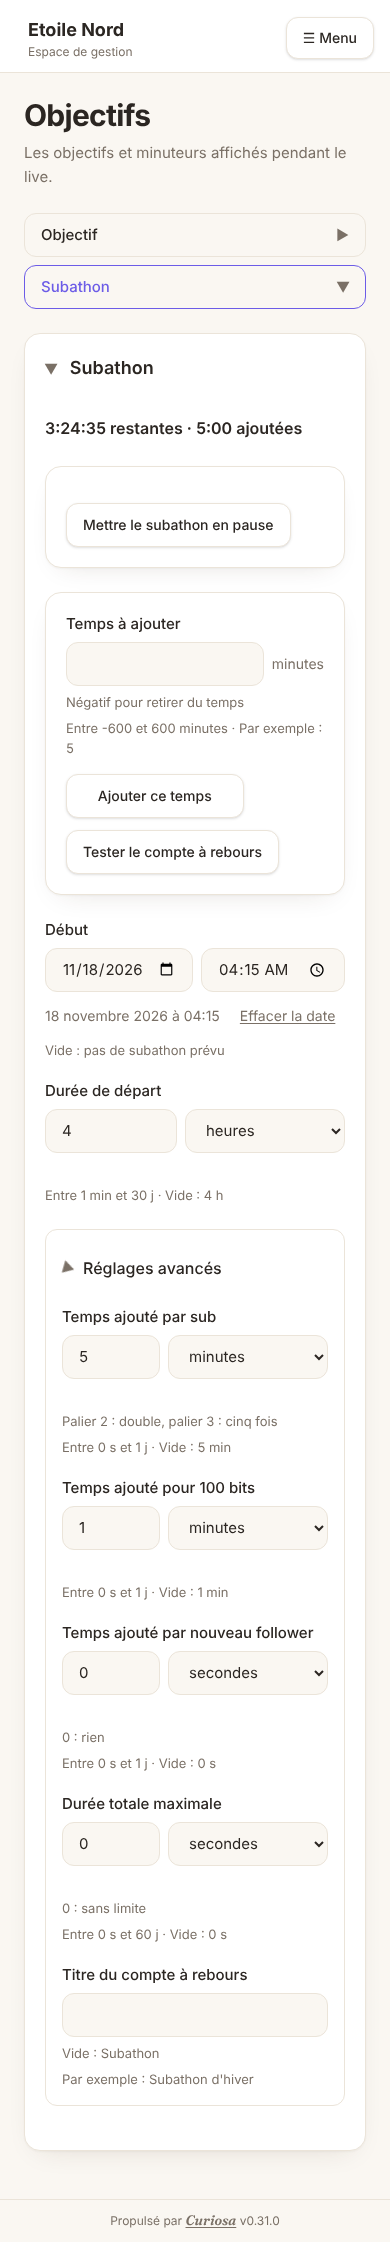 Etoile Nord
Espace de gestion
☰ Menu
Objectifs
Les objectifs et minuteurs affichés pendant le
live.
Objectif ▶
Subathon ▼
▼ Subathon
3:24:35 restantes · 5:00 ajoutées
Mettre le subathon en pause
Temps à ajouter
minutes
Négatif pour retirer du temps
Entre -600 et 600 minutes · Par exemple :
5
Ajouter ce temps
Tester le compte à rebours
Début
11/18/2026 04:15 AM
18 novembre 2026 à 04:15 Effacer la date
Vide : pas de subathon prévu
Durée de départ
4 heures
Entre 1 min et 30 j · Vide : 4 h
Réglages avancés
Temps ajouté par sub
5 minutes
Palier 2 : double, palier 3 : cinq fois
Entre 0 s et 1 j · Vide : 5 min
Temps ajouté pour 100 bits
1 minutes
Entre 0 s et 1 j · Vide : 1 min
Temps ajouté par nouveau follower
0 secondes
0 : rien
Entre 0 s et 1 j · Vide : 0 s
Durée totale maximale
0 secondes
0 : sans limite
Entre 0 s et 60 j · Vide : 0 s
Titre du compte à rebours
Vide : Subathon
Par exemple : Subathon d'hiver
Propulsé par Curiosa v0.31.0